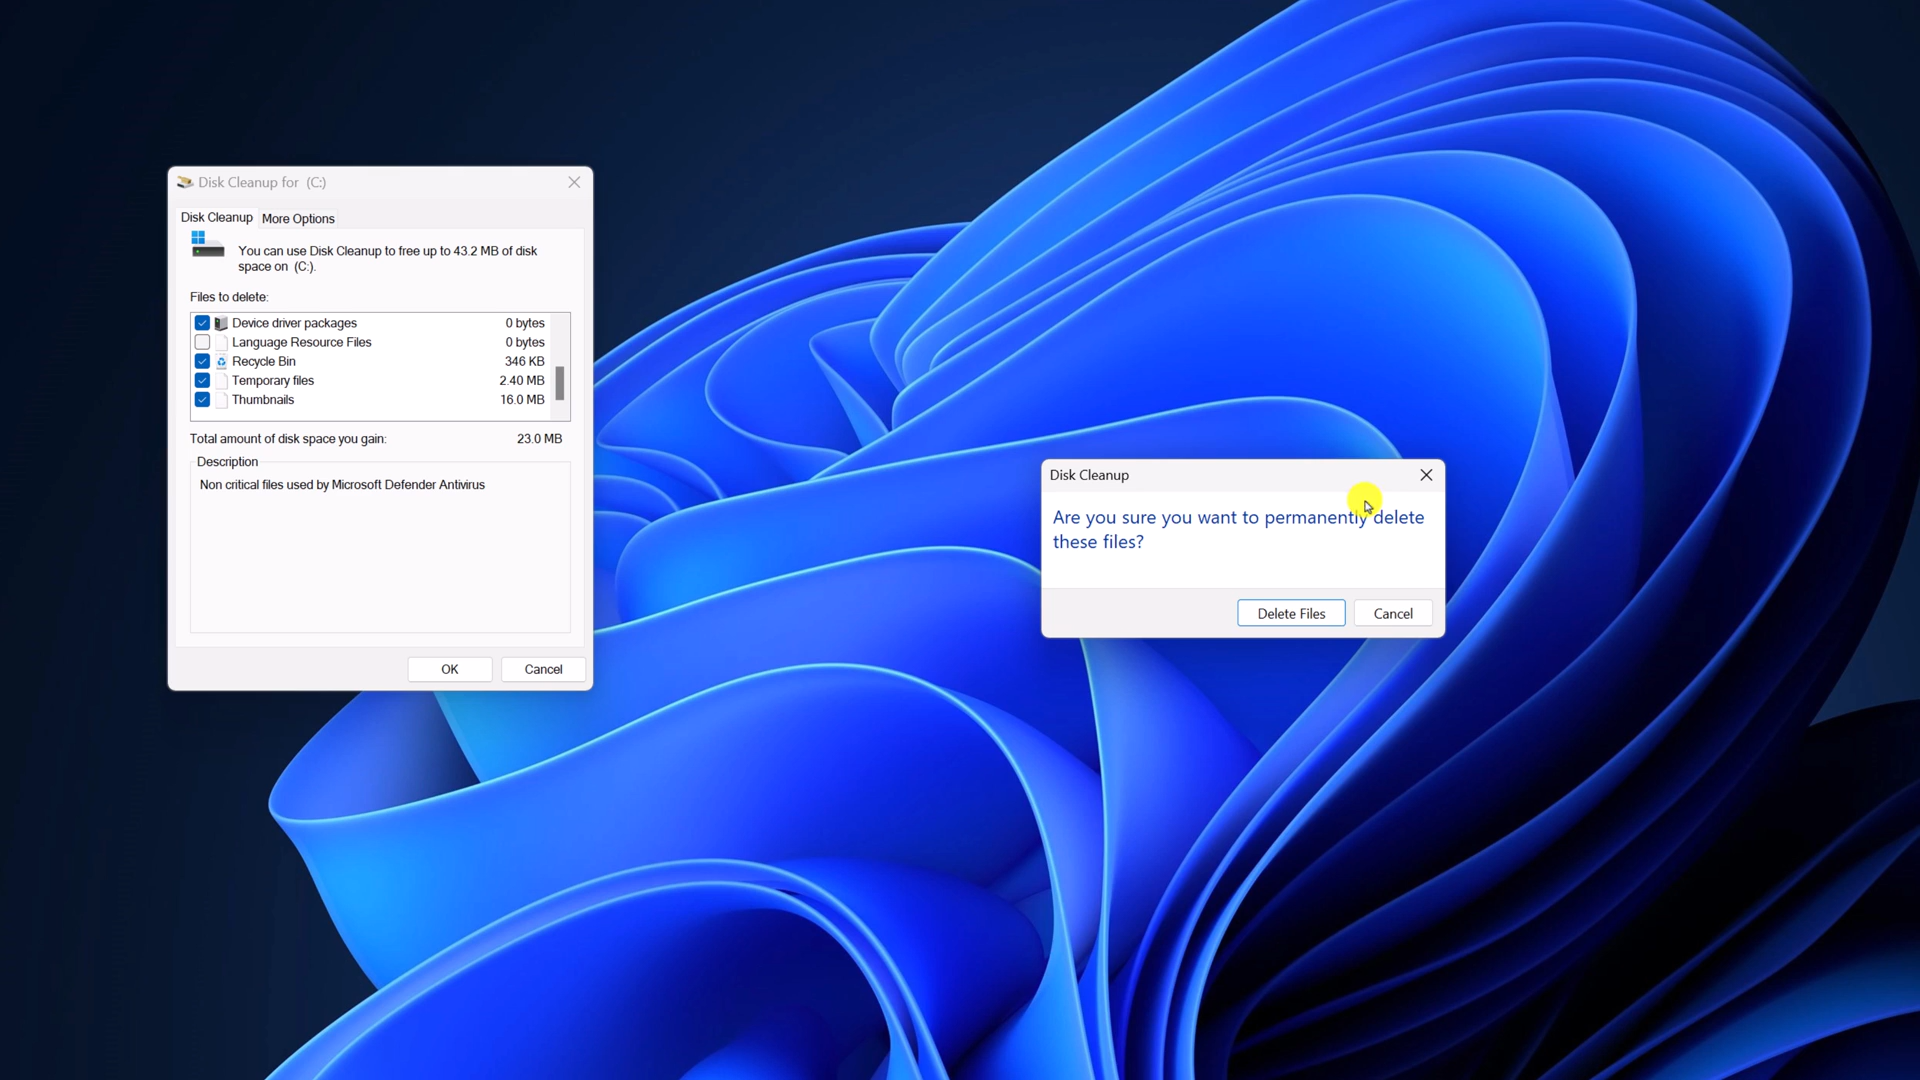 Disk Cleanup for (C:)
Disk Cleanup
More Options
You can use Disk Cleanup to free up to 43.2 MB of disk
space on (C:).
Files to delete:
Device driver packages 0 bytes
Language Resource Files 0 bytes
Recycle Bin 346 KB
Temporary files 2.40 MB
Thumbnails 16.0 MB
Total amount of disk space you gain: 23.0 MB
Description
Non critical files used by Microsoft Defender Antivirus
OK
Cancel
Disk Cleanup
Are you sure you want to permanently delete
these files?
Delete Files
Cancel